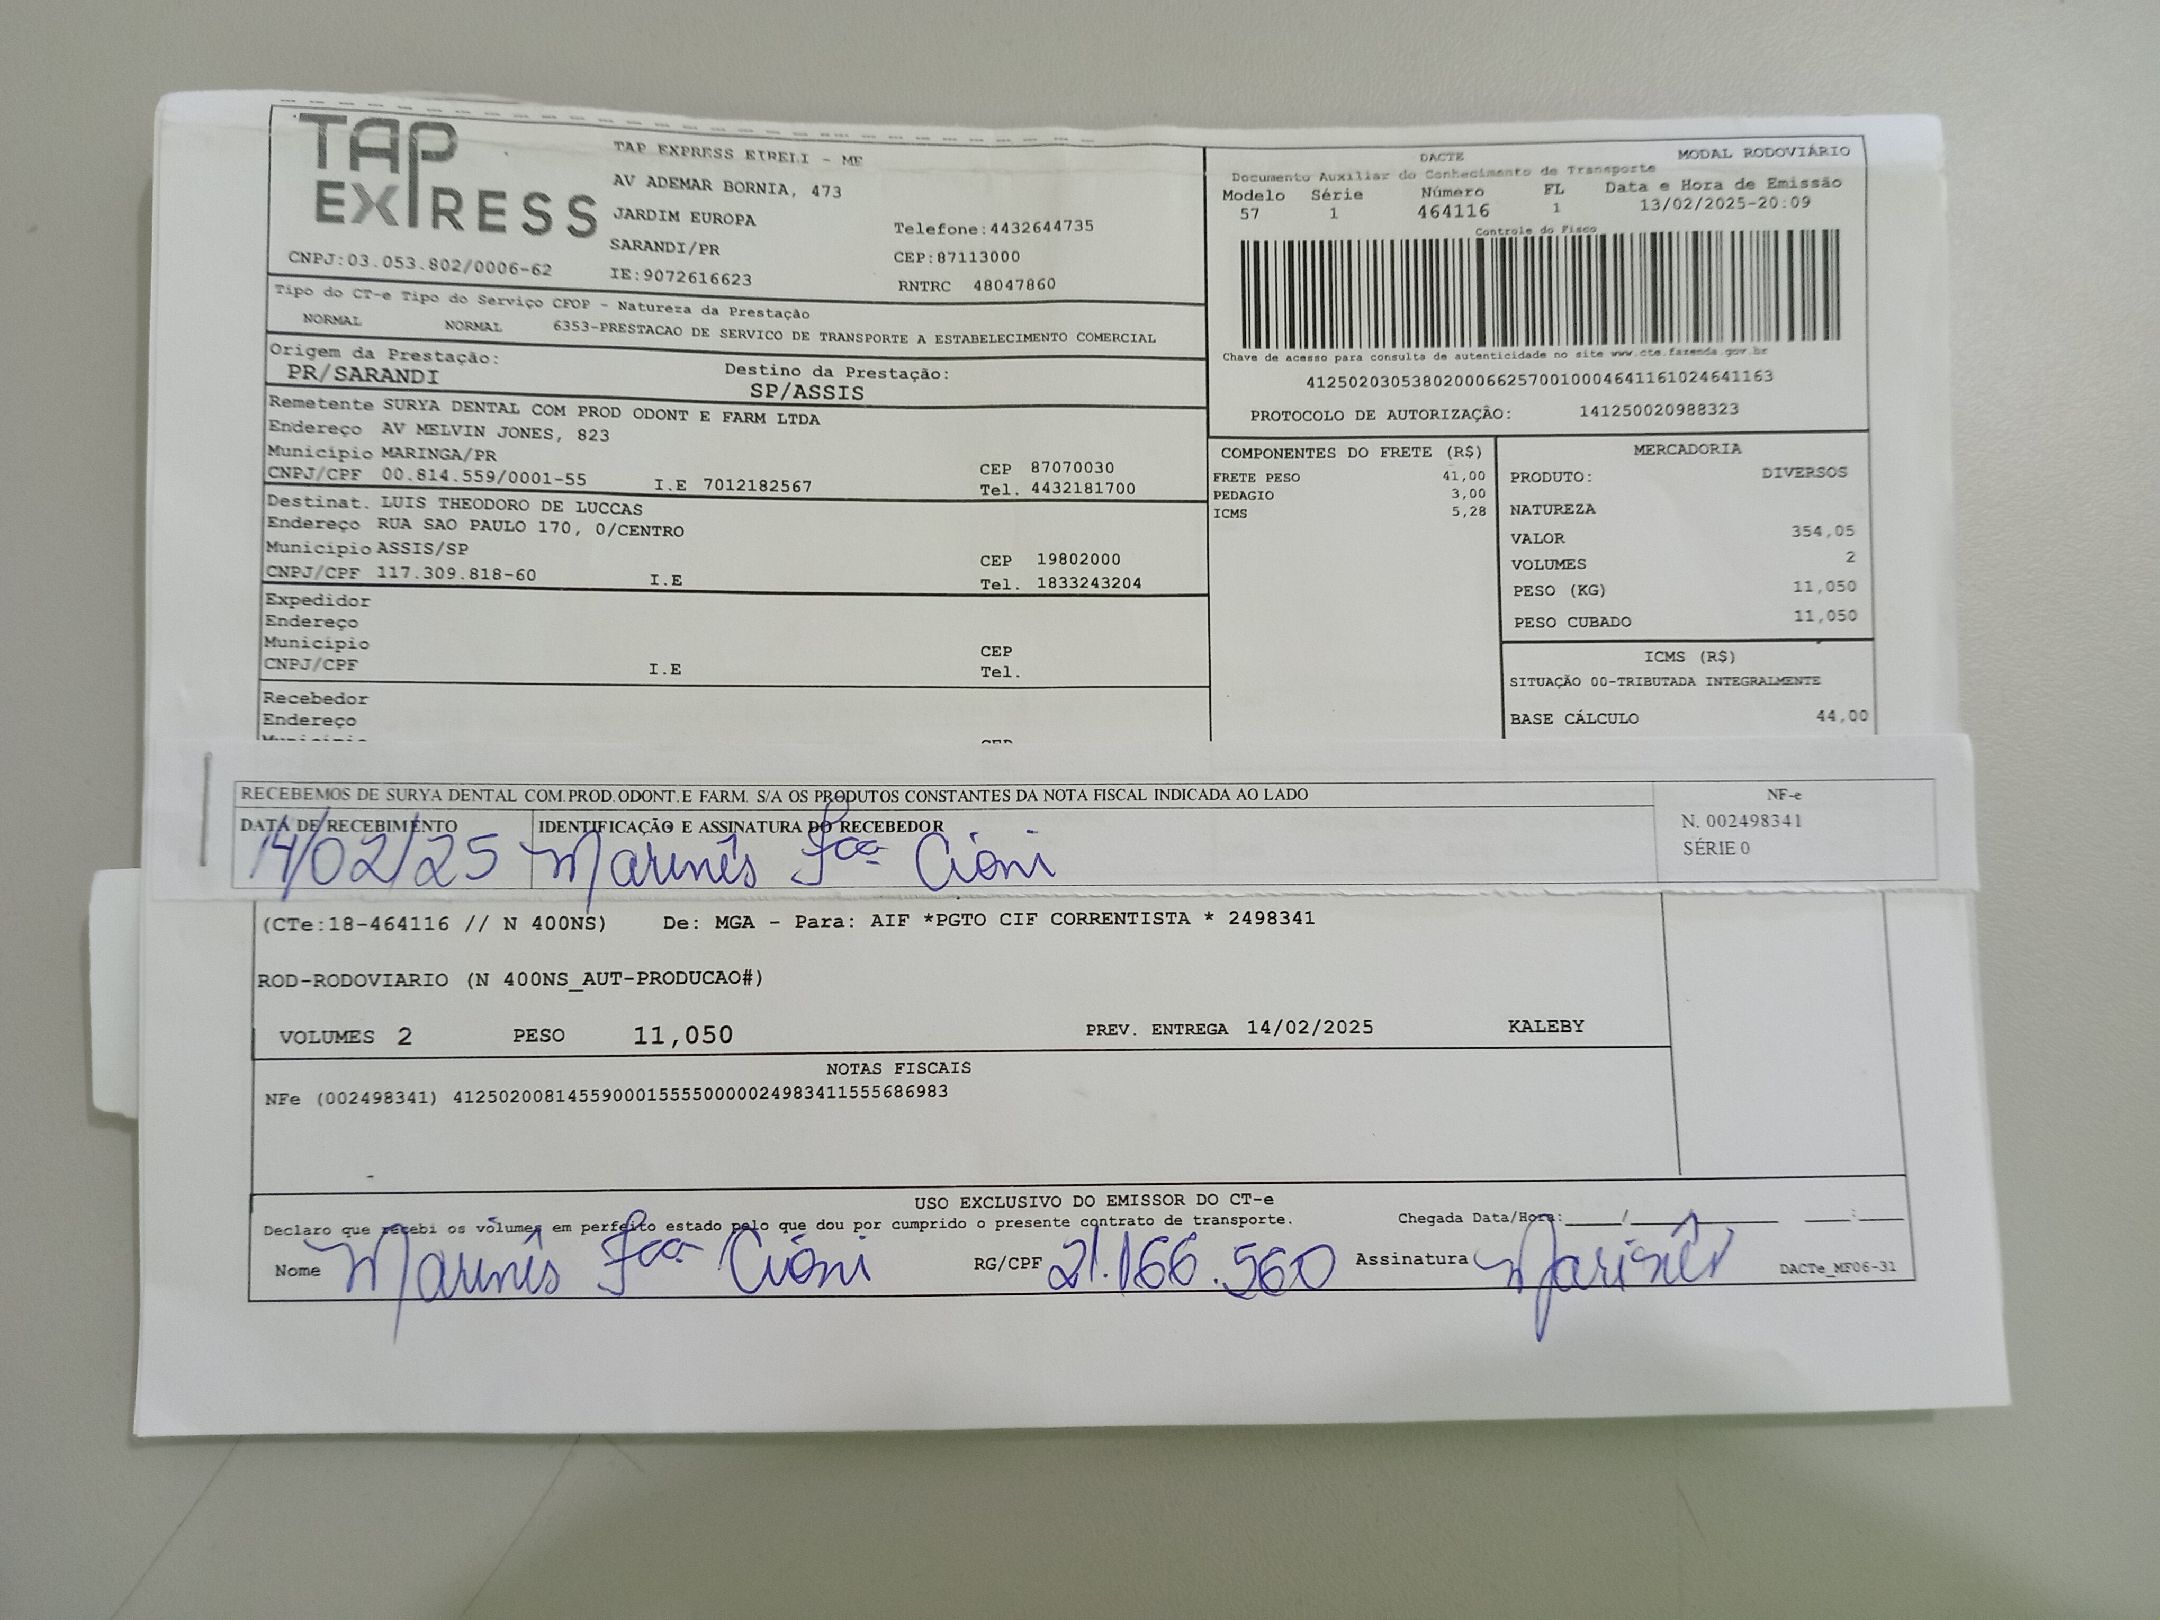 TAP EXPRESS
TAP EXPRESS EIRELI - ME
AV ADEMAR BORNIA, 473
JARDIM EUROPA
Telefone:4432644735
SARANDI/PR
CEP:87113000
CNPJ:03.053.802/0006-62
IE:9072616623
RNTRC 48047860
DACTE
MODAL RODOVIÁRIO
Documento Auxiliar do Conhecimento de Transporte
Modelo Série Número FL Data e Hora de Emissão
57 1 464116 1 13/02/2025-20:09
Controle do Fisco
Chave de acesso para consulta de autenticidade no site www.cte.fazenda.gov.br
41250203053802000662570010004641161024641163
PROTOCOLO DE AUTORIZAÇÃO: 141250020988323
Tipo do CT-e Tipo do Serviço CFOP - Natureza da Prestação
NORMAL NORMAL 6353-PRESTACAO DE SERVICO DE TRANSPORTE A ESTABELECIMENTO COMERCIAL
Origem da Prestação: Destino da Prestação:
PR/SARANDI SP/ASSIS
Remetente SURYA DENTAL COM PROD ODONT E FARM LTDA
Endereço AV MELVIN JONES, 823
Município MARINGA/PR CEP 87070030
CNPJ/CPF 00.814.559/0001-55 I.E 7012182567 Tel. 4432181700
Destinat. LUIS THEODORO DE LUCCAS
Endereço RUA SAO PAULO 170, 0/CENTRO
Município ASSIS/SP CEP 19802000
CNPJ/CPF 117.309.818-60 I.E Tel. 1833243204
Expedidor
Endereço
Município CEP
CNPJ/CPF I.E Tel.
Recebedor
Endereço
COMPONENTES DO FRETE (R$)
FRETE PESO 41,00
PEDAGIO 3,00
ICMS 5,28
MERCADORIA
PRODUTO: DIVERSOS
NATUREZA
VALOR 354,05
VOLUMES 2
PESO (KG) 11,050
PESO CUBADO 11,050
ICMS (R$)
SITUAÇÃO 00-TRIBUTADA INTEGRALMENTE
BASE CÁLCULO 44,00
RECEBEMOS DE SURYA DENTAL COM.PROD.ODONT.E FARM. S/A OS PRODUTOS CONSTANTES DA NOTA FISCAL INDICADA AO LADO
DATA DE RECEBIMENTO IDENTIFICAÇÃO E ASSINATURA DO RECEBEDOR
14/02/25 Marinês Fca Cioni
NF-e
N. 002498341
SÉRIE 0
(CTe:18-464116 // N 400NS) De: MGA - Para: AIF *PGTO CIF CORRENTISTA * 2498341
ROD-RODOVIARIO (N 400NS_AUT-PRODUCAO#)
VOLUMES 2 PESO 11,050 PREV. ENTREGA 14/02/2025 KALEBY
NOTAS FISCAIS
NFe (002498341) 41250200814559000155550000024983411555686983
USO EXCLUSIVO DO EMISSOR DO CT-e
Declaro que recebi os volumes em perfeito estado pelo que dou por cumprido o presente contrato de transporte. Chegada Data/Hora:
Nome Marinês Fca Cioni RG/CPF 21.166.560 Assinatura Marinês DACTe_MF06-31